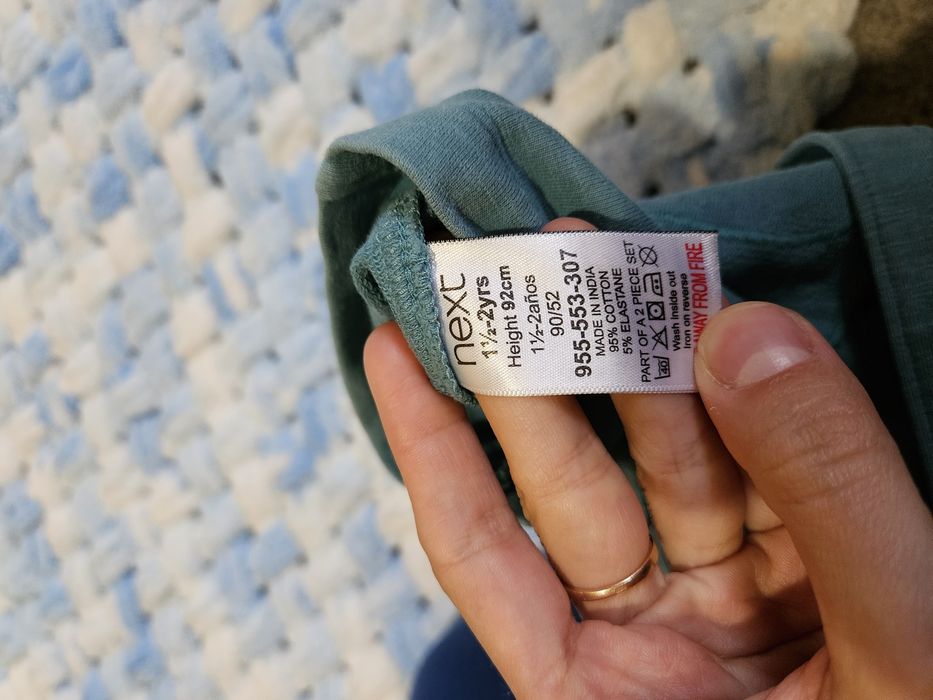 next
1½-2yrs
Height 92cm
1½-2años
90/52
955-553-307
MADE IN INDIA
95% COTTON
5% ELASTANE
PART OF A 2 PIECE SET
40
Wash inside out
Iron on reverse
AWAY FROM FIRE